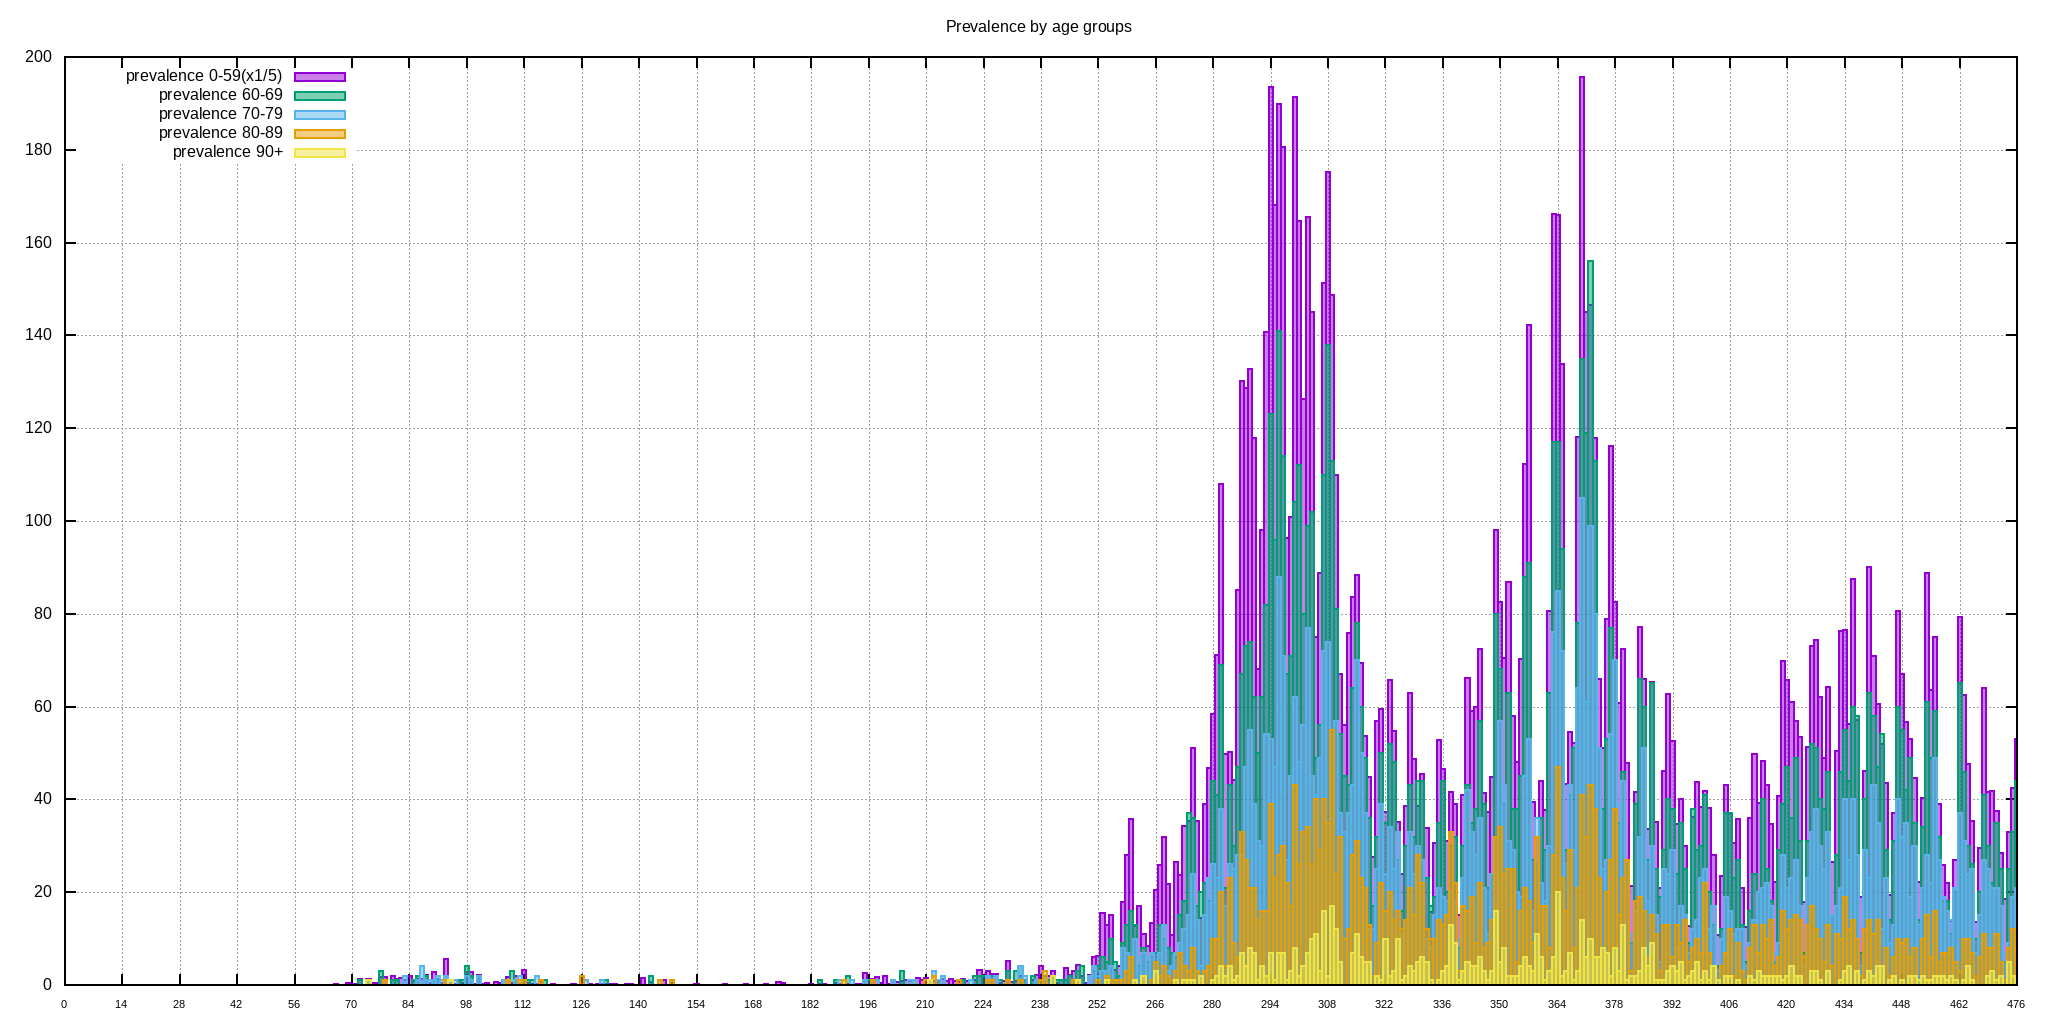 Prevalence by age groups
200
prevalence 0-59(x1/5)
prevalence 60-69
prevalence 70-79
prevalence 80-89
prevalence 90+
180
160
140
120
100
80
60
40
20
0
0 14 28 42 56 70 84 98 112 126 140 154 168 182 196 210 224 238 252 266 280 294 308 322 336 350 364 378 392 406 420 434 448 462 476